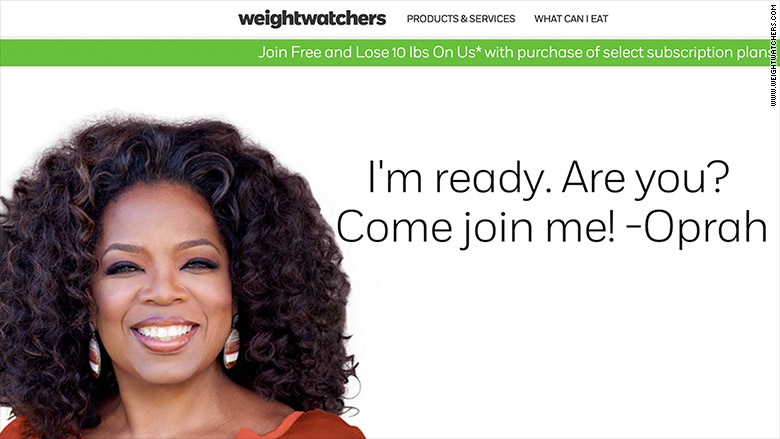 weightwatchers PRODUCTS & SERVICES WHAT CAN I EAT
Join Free and Lose 10 lbs On Us* with purchase of select subscription plans
I'm ready. Are you?
Come join me! -Oprah
WWW.WEIGHTWATCHERS.COM